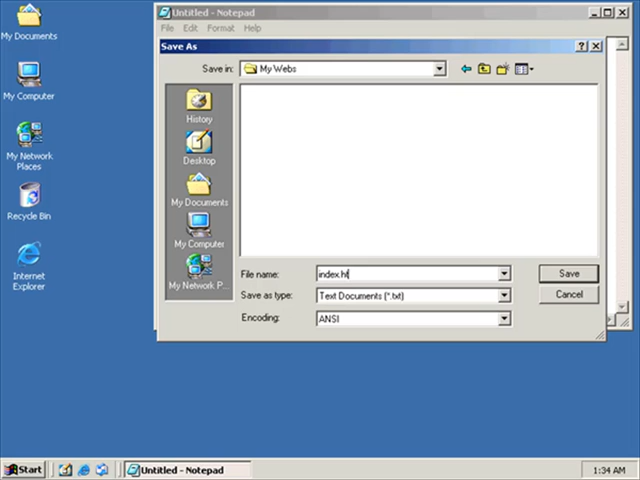 My Documents
My Computer
My Network
Places
Recycle Bin
Internet
Explorer
Untitled - Notepad
File Edit Format Help
Save As
Save in: My Webs
History
Desktop
My Documents
My Computer
My Network P...
File name: index.ht
Save
Save as type: Text Documents (*.txt)
Cancel
Encoding: ANSI
Start
Untitled - Notepad
1:34 AM